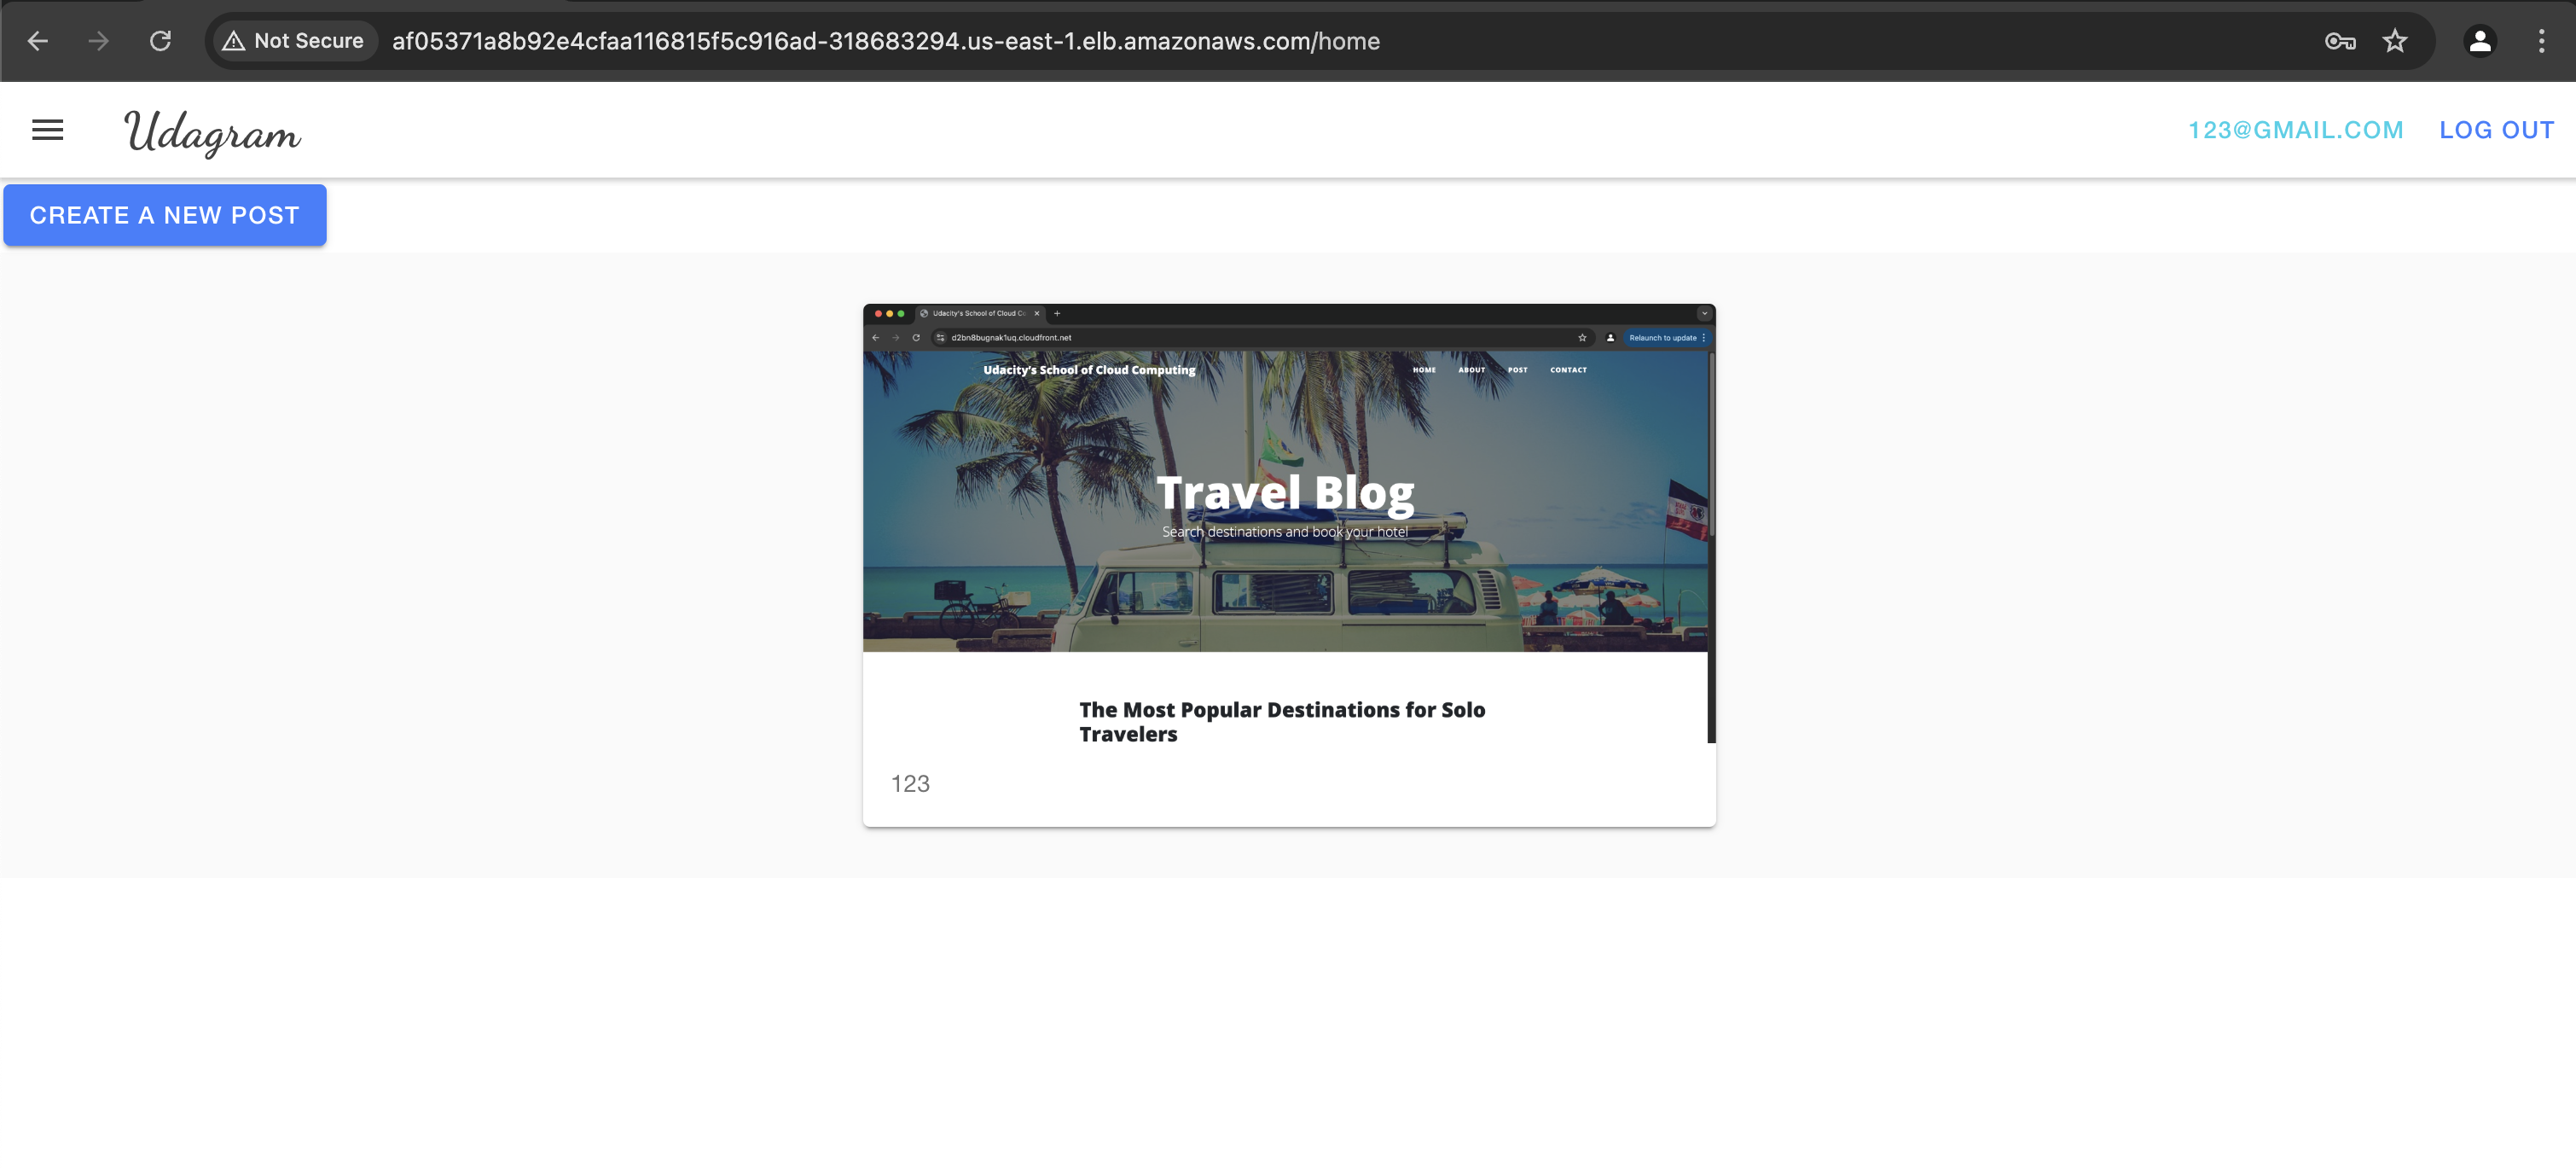 Not Secure af05371a8b92e4cfaa116815f5c916ad-318683294.us-east-1.elb.amazonaws.com/home
Udagram 123@GMAIL.COM LOG OUT
CREATE A NEW POST
Udacity's School of Cloud Co
d2bn8bugnak1uq.cloudfront.net Relaunch to update
Udacity's School of Cloud Computing HOME ABOUT POST CONTACT
Travel Blog
Search destinations and book your hotel
The Most Popular Destinations for Solo
Travelers
123